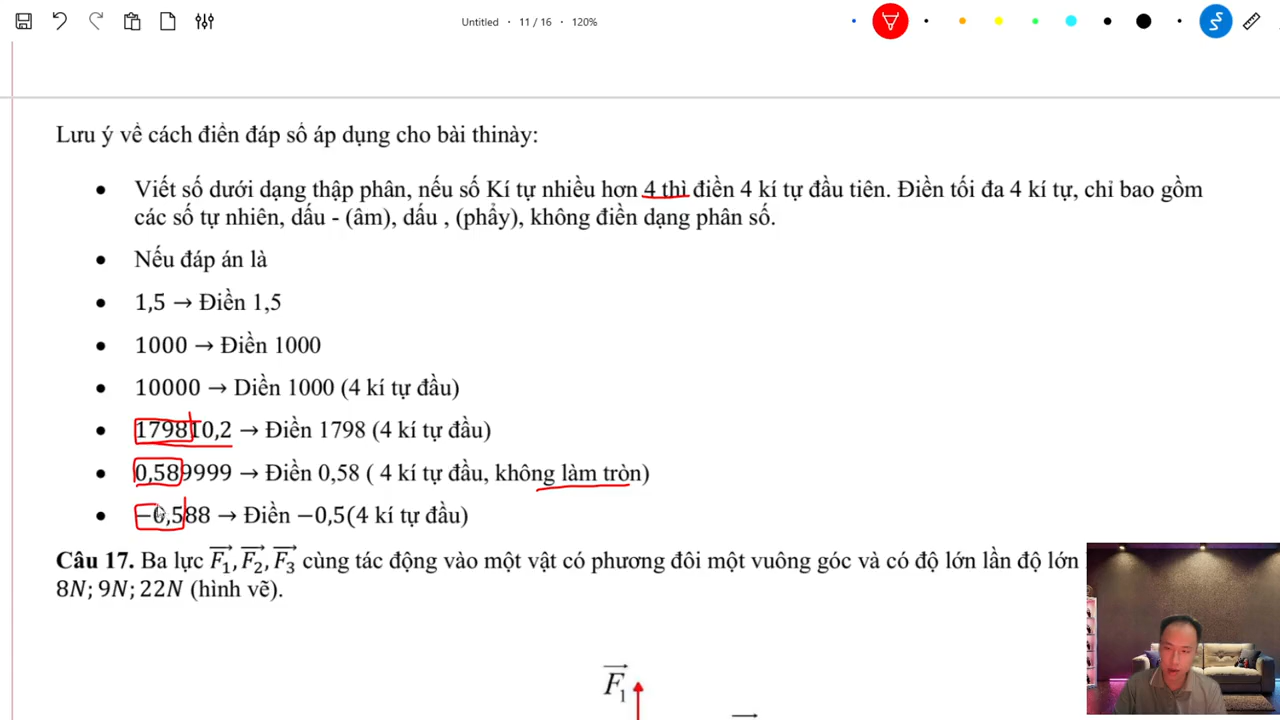 Untitled • 11 / 16 • 120%
Lưu ý về cách điền đáp số áp dụng cho bài thinày:
• Viết số dưới dạng thập phân, nếu số Kí tự nhiều hơn 4 thì điền 4 kí tự đầu tiên. Điền tối đa 4 kí tự, chỉ bao gồm
các số tự nhiên, dấu - (âm), dấu , (phẩy), không điền dạng phân số.
• Nếu đáp án là
• 1,5 → Điền 1,5
• 1000 → Điền 1000
• 10000 → Diền 1000 (4 kí tự đầu)
• 179810,2 → Điền 1798 (4 kí tự đầu)
• 0,589999 → Điền 0,58 ( 4 kí tự đầu, không làm tròn)
• −0,588 → Điền −0,5(4 kí tự đầu)
Câu 17. Ba lực F₁, F₂, F₃ cùng tác động vào một vật có phương đôi một vuông góc và có độ lớn lần độ lớn
8N; 9N; 22N (hình vẽ).
F₁